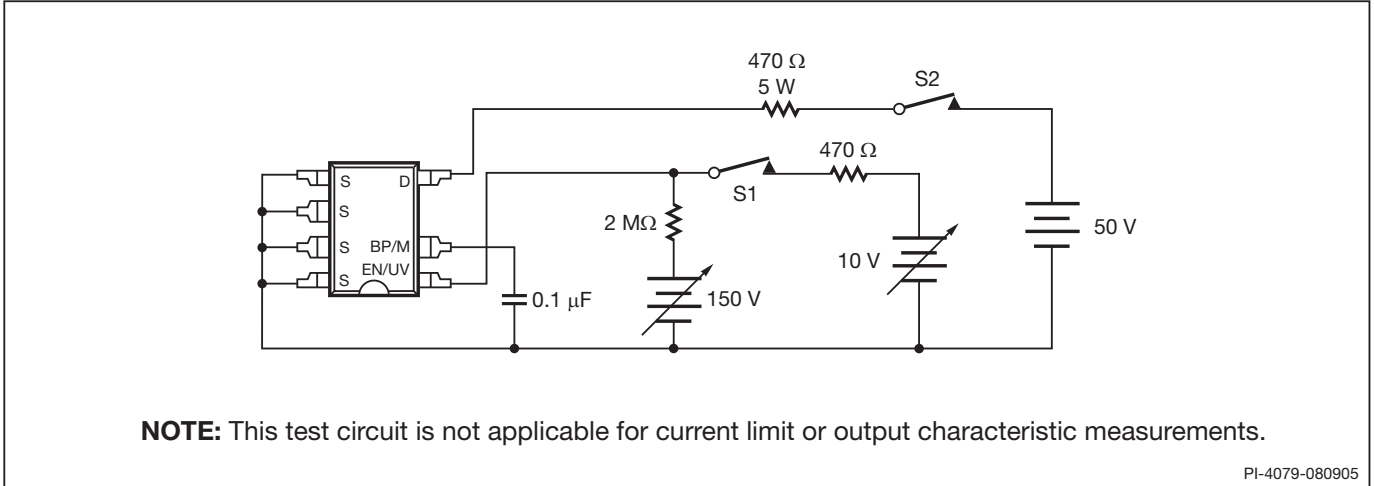 470 Ω
5 W
S2
470 Ω
S1
S D
S
S BP/M
EN/UV
S
2 MΩ
0.1 μF
150 V
10 V
50 V
NOTE: This test circuit is not applicable for current limit or output characteristic measurements.
PI-4079-080905